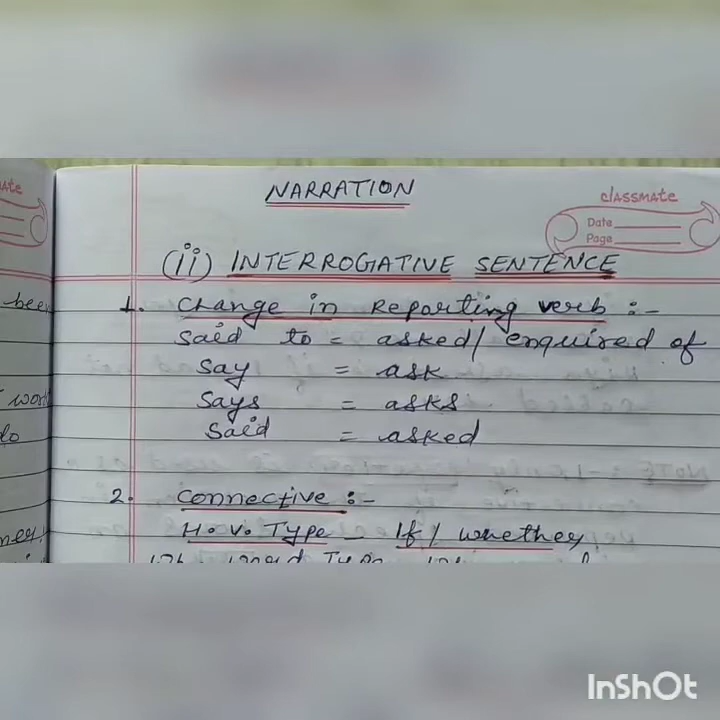 NARRATION
classmate
Date
Page
(ii) INTERROGATIVE SENTENCE
1. Change in Reporting verb :-
Said to = asked/ enquired of
Say = ask
Says = asks
Said = asked
2. Connective :-
H.V. Type - If / whether
InShOt